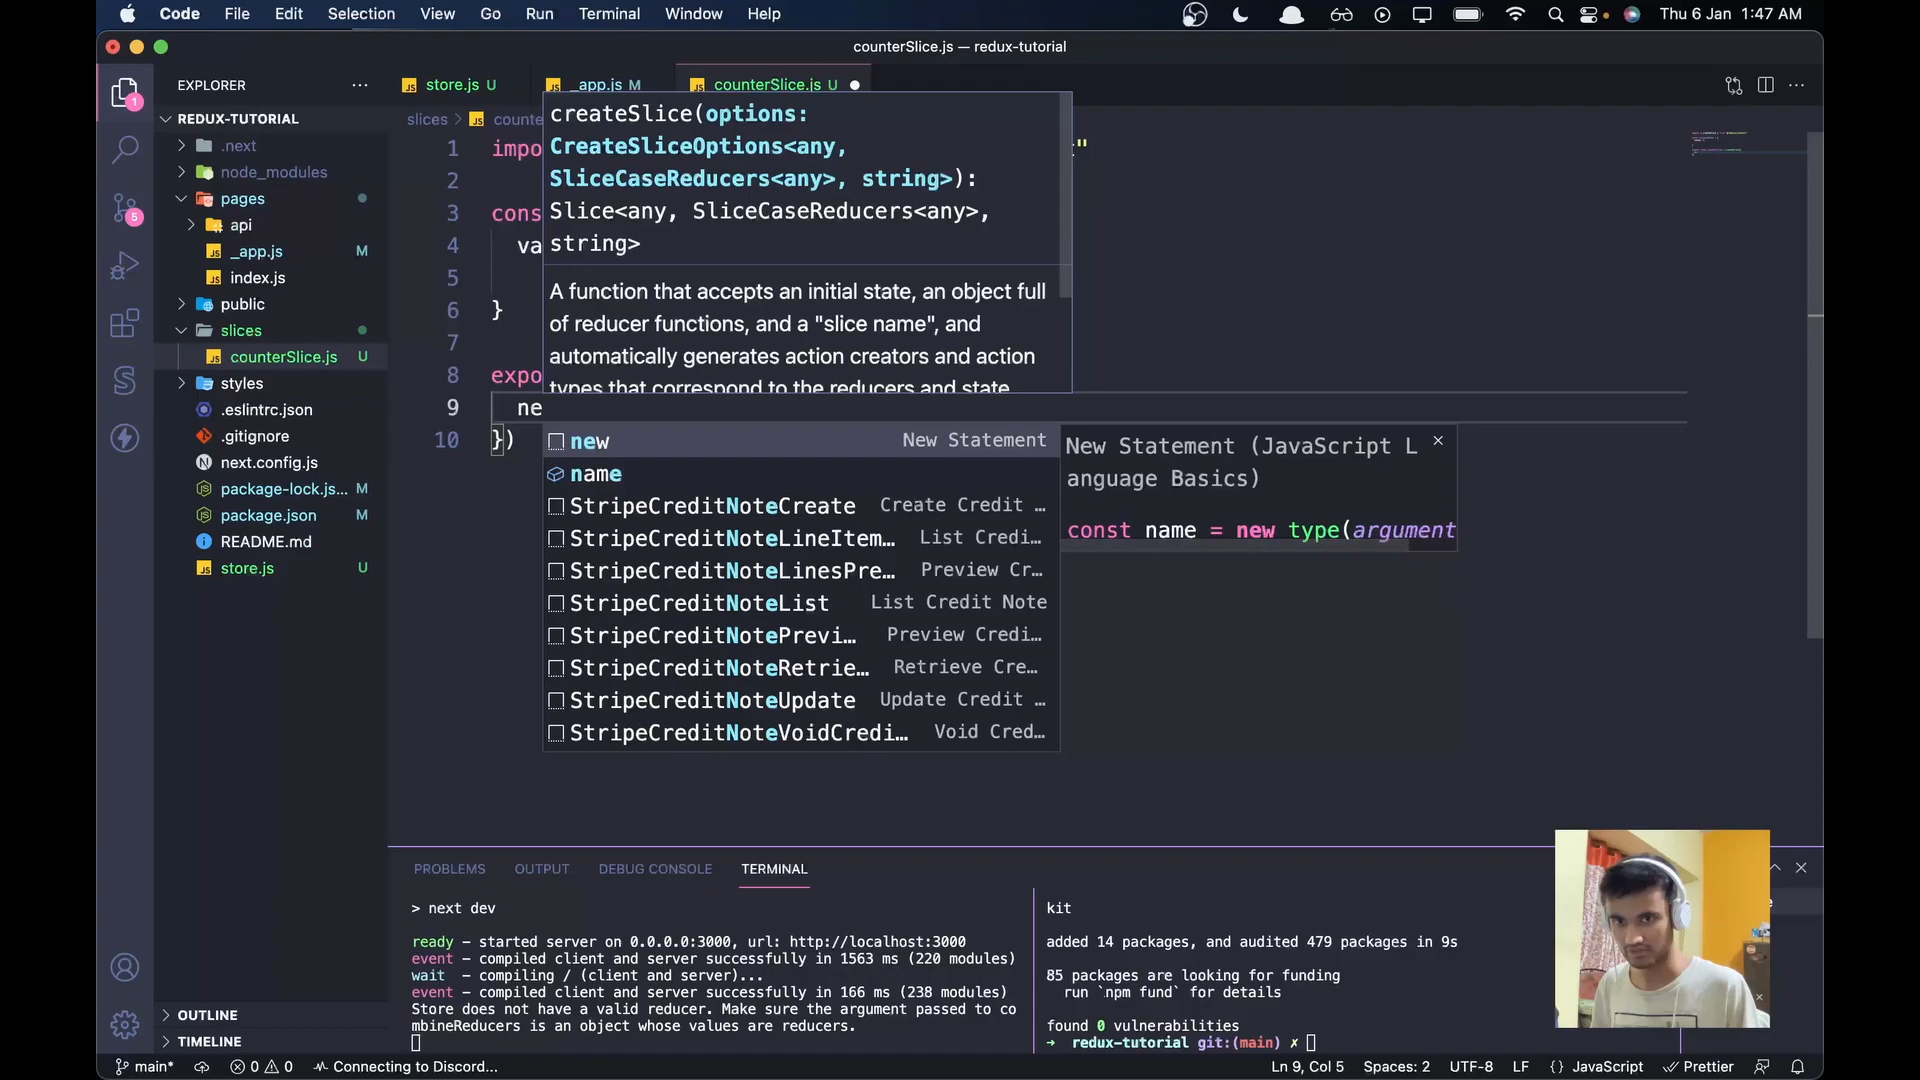 Code File Edit Selection View Go Run Terminal Window Help
Thu 6 Jan 1:47 AM
counterSlice.js — redux-tutorial
1
5
EXPLORER
REDUX-TUTORIAL
.next
node_modules
pages
api
_app.js M
index.js
public
slices
counterSlice.js U
styles
.eslintrc.json
.gitignore
next.config.js
package-lock.js... M
package.json M
README.md
store.js U
OUTLINE
TIMELINE
store.js U
_app.js M
counterSlice.js U
slices > counte
1 impo t"
2
3 cons
4 va
5
6 }
7
8 expo
9 ne
10 })
createSlice(options:
CreateSliceOptions<any,
SliceCaseReducers<any>, string>):
Slice<any, SliceCaseReducers<any>,
string>
A function that accepts an initial state, an object full
of reducer functions, and a "slice name", and
automatically generates action creators and action
types that correspond to the reducers and state.
new New Statement
name
StripeCreditNoteCreate Create Credit ...
StripeCreditNoteLineItem... List Credi...
StripeCreditNoteLinesPre... Preview Cr...
StripeCreditNoteList List Credit Note
StripeCreditNotePrevi... Preview Credi...
StripeCreditNoteRetrie... Retrieve Cre...
StripeCreditNoteUpdate Update Credit ...
StripeCreditNoteVoidCredi... Void Cred...
New Statement (JavaScript L
anguage Basics)
const name = new type(argument
PROBLEMS OUTPUT DEBUG CONSOLE TERMINAL
> next dev
ready - started server on 0.0.0.0:3000, url: http://localhost:3000
event - compiled client and server successfully in 1563 ms (220 modules)
wait - compiling / (client and server)...
event - compiled client and server successfully in 166 ms (238 modules)
Store does not have a valid reducer. Make sure the argument passed to co
mbineReducers is an object whose values are reducers.
kit
added 14 packages, and audited 479 packages in 9s
85 packages are looking for funding
run `npm fund` for details
found 0 vulnerabilities
→ redux-tutorial git:(main) ✗
main* 0 0 Connecting to Discord...
Ln 9, Col 5 Spaces: 2 UTF-8 LF {} JavaScript Prettier